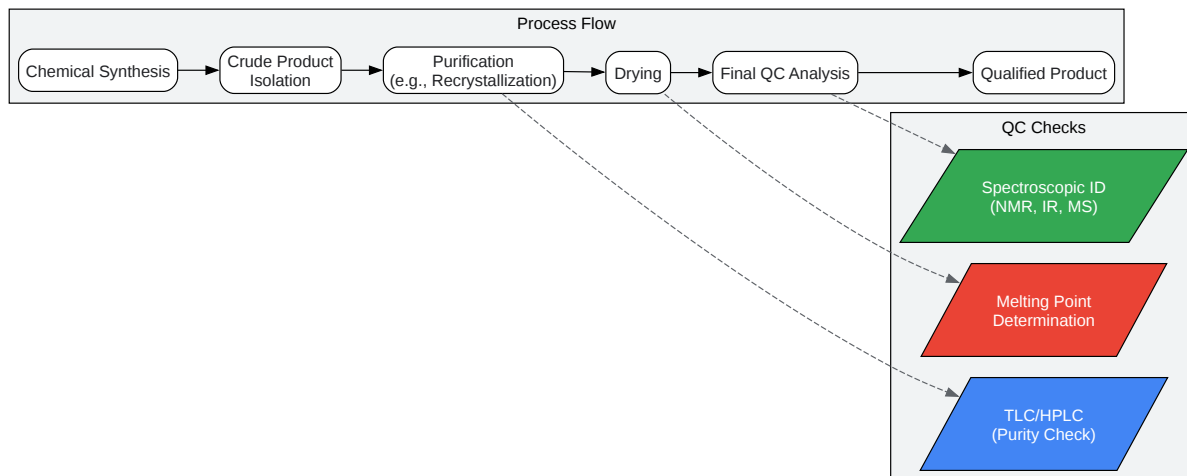 Process Flow
Chemical Synthesis
Crude Product
Isolation
Purification
(e.g., Recrystallization)
Drying
Final QC Analysis
Qualified Product
QC Checks
Spectroscopic ID
(NMR, IR, MS)
Melting Point
Determination
TLC/HPLC
(Purity Check)